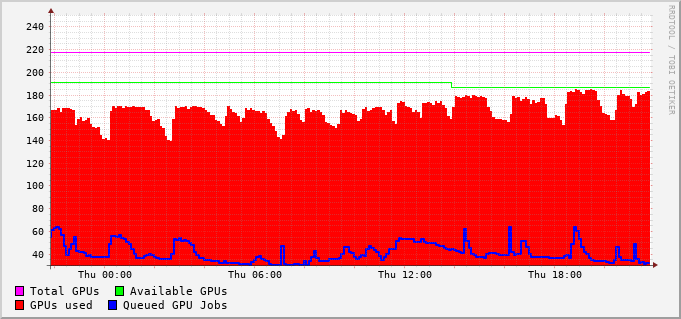 RRDTOOL / TOBI OETIKER
240
220
200
180
160
140
120
100
80
60
40
Thu 00:00 Thu 06:00 Thu 12:00 Thu 18:00
Total GPUs Available GPUs
GPUs used Queued GPU Jobs